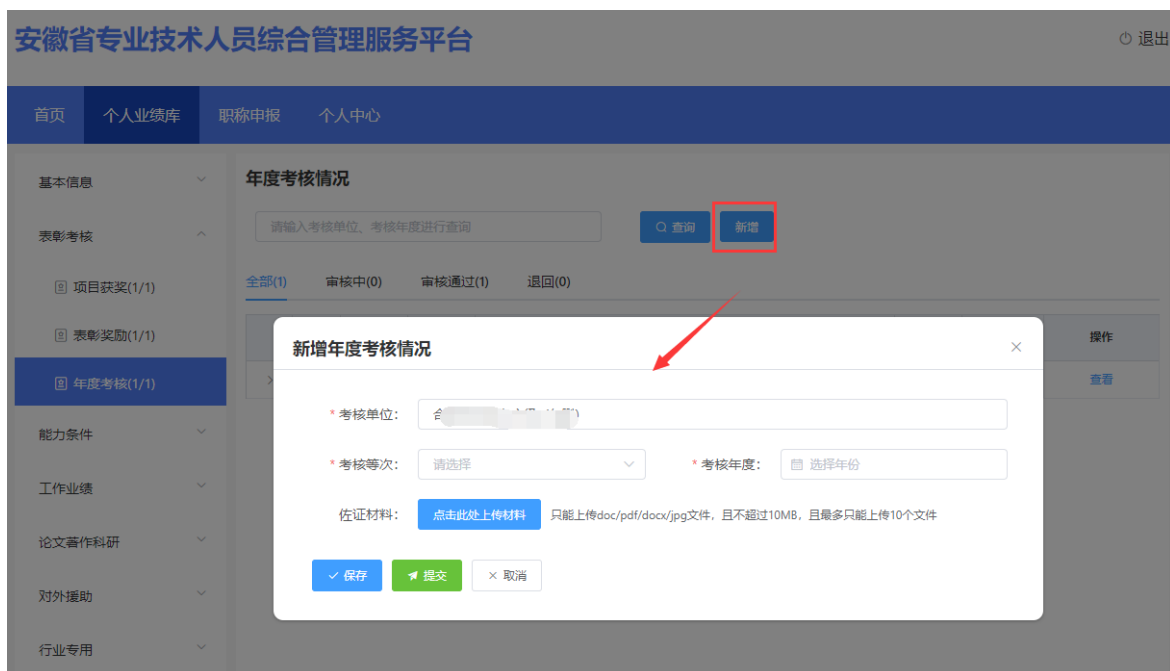 安徽省专业技术人员综合管理服务平台
退出
首页 个人业绩库 职称申报 个人中心
基本信息
表彰考核
项目获奖(1/1)
表彰奖励(1/1)
年度考核(1/1)
能力条件
工作业绩
论文著作科研
对外援助
行业专用
年度考核情况
请输入考核单位、考核年度进行查询 查询 新增
全部(1) 审核中(0) 审核通过(1) 退回(0)
操作
查看
新增年度考核情况
* 考核单位:
* 考核等次: 请选择 * 考核年度: 选择年份
佐证材料: 点击此处上传材料 只能上传doc/pdf/docx/jpg文件,且不超过10MB,且最多只能上传10个文件
保存 提交 取消